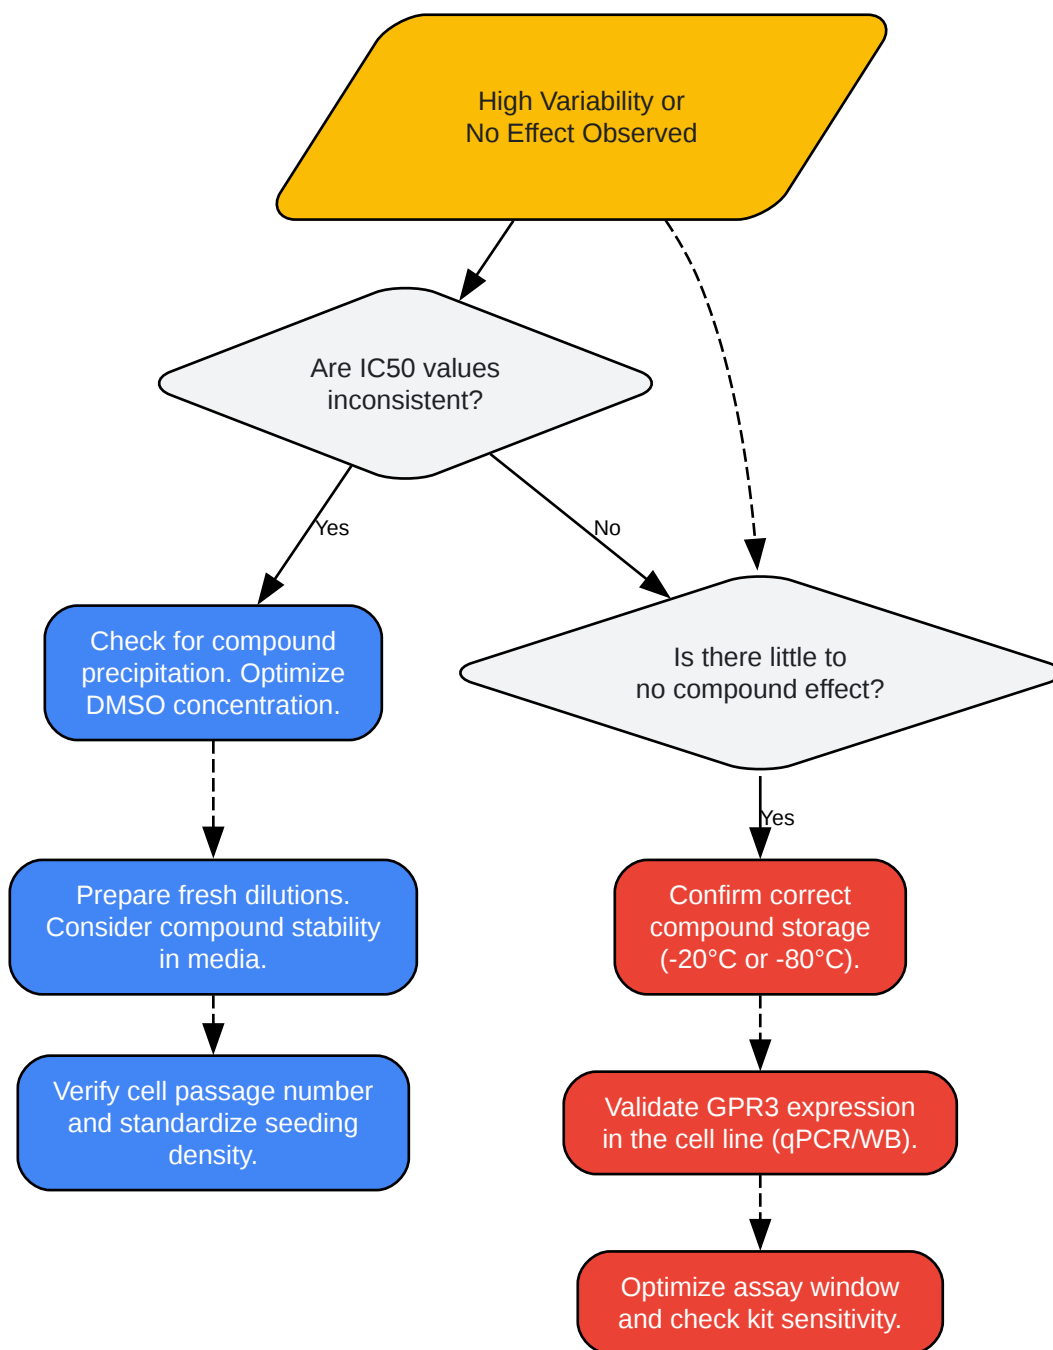 High Variability or
No Effect Observed
Are IC50 values
inconsistent?
Yes
No
Check for compound
precipitation. Optimize
DMSO concentration.
Is there little to
no compound effect?
Yes
Prepare fresh dilutions.
Consider compound stability
in media.
Confirm correct
compound storage
(-20°C or -80°C).
Verify cell passage number
and standardize seeding
density.
Validate GPR3 expression
in the cell line (qPCR/WB).
Optimize assay window
and check kit sensitivity.